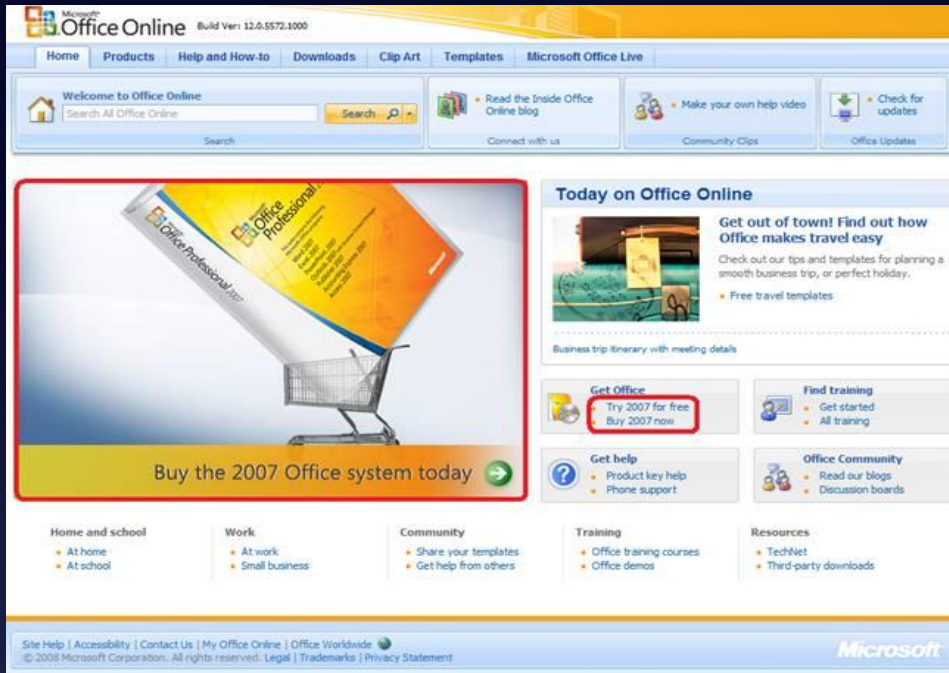 Microsoft®
Office Online Build Ver: 12.0.5572.1000
Home Products Help and How-to Downloads Clip Art Templates Microsoft Office Live
Welcome to Office Online
Search All Office Online
Search
Search
Read the Inside Office
Online blog
Connect with us
Make your own help video
Community Clips
Check for
updates
Office Updates
Office Professional 2007
Microsoft
Office
Professional 2007
Microsoft
Buy the 2007 Office system today
Today on Office Online
Get out of town! Find out how
Office makes travel easy
Check out our tips and templates for planning a
smooth business trip, or perfect holiday.
Free travel templates
Business trip itinerary with meeting details
Get Office
Try 2007 for free
Buy 2007 now
Find training
Get started
All training
Get help
Product key help
Phone support
Office Community
Read our blogs
Discussion boards
Home and school
At home
At school
Work
At work
Small business
Community
Share your templates
Get help from others
Training
Office training courses
Office demos
Resources
TechNet
Third-party downloads
Site Help | Accessibility | Contact Us | My Office Online | Office Worldwide
© 2008 Microsoft Corporation. All rights reserved. Legal | Trademarks | Privacy Statement
Microsoft